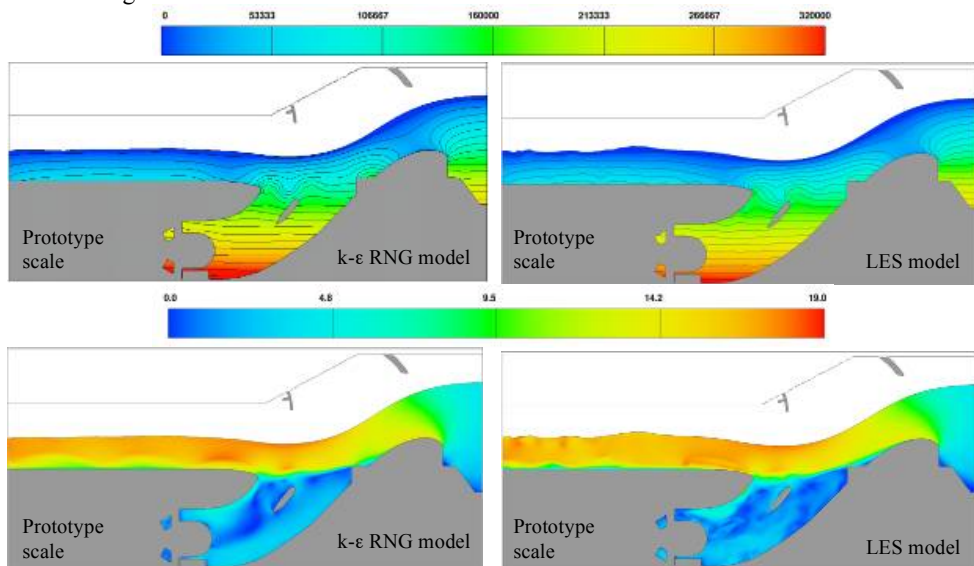 0 53333 106667 160000 213333 266667 320000
Prototype
scale
k-ε RNG model
Prototype
scale
LES model
0.0 4.8 9.5 14.2 19.0
Prototype
scale
k-ε RNG model
Prototype
scale
LES model